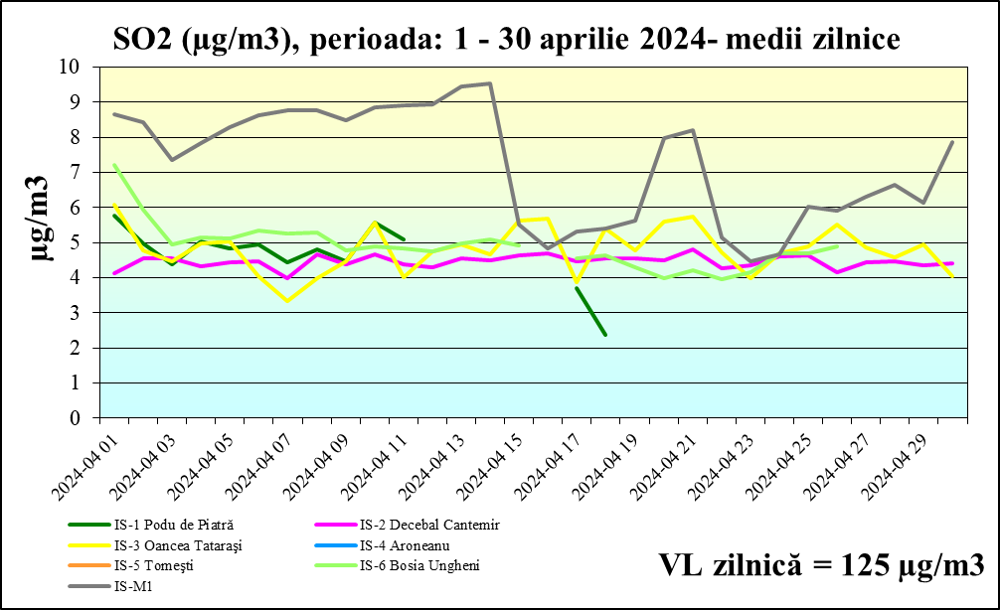 SO2 (µg/m3), perioada: 1 - 30 aprilie 2024- medii zilnice
µg/m3
10
9
8
7
6
5
4
3
2
1
0
2024-04 01
2024-04 03
2024-04 05
2024-04 07
2024-04 09
2024-04 11
2024-04 13
2024-04 15
2024-04 17
2024-04 19
2024-04 21
2024-04 23
2024-04 25
2024-04 27
2024-04 29
IS-1 Podu de Piatră
IS-2 Decebal Cantemir
IS-3 Oancea Tataraşi
IS-4 Aroneanu
IS-5 Tomeşti
IS-6 Bosia Ungheni
IS-M1
VL zilnică = 125 µg/m3